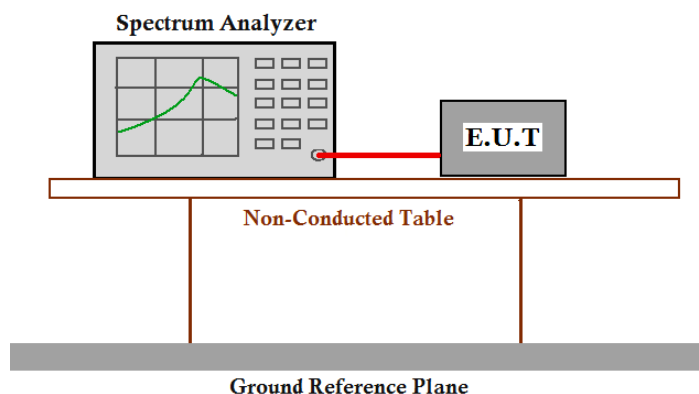 Spectrum Analyzer
E.U.T
Non-Conducted Table
Ground Reference Plane